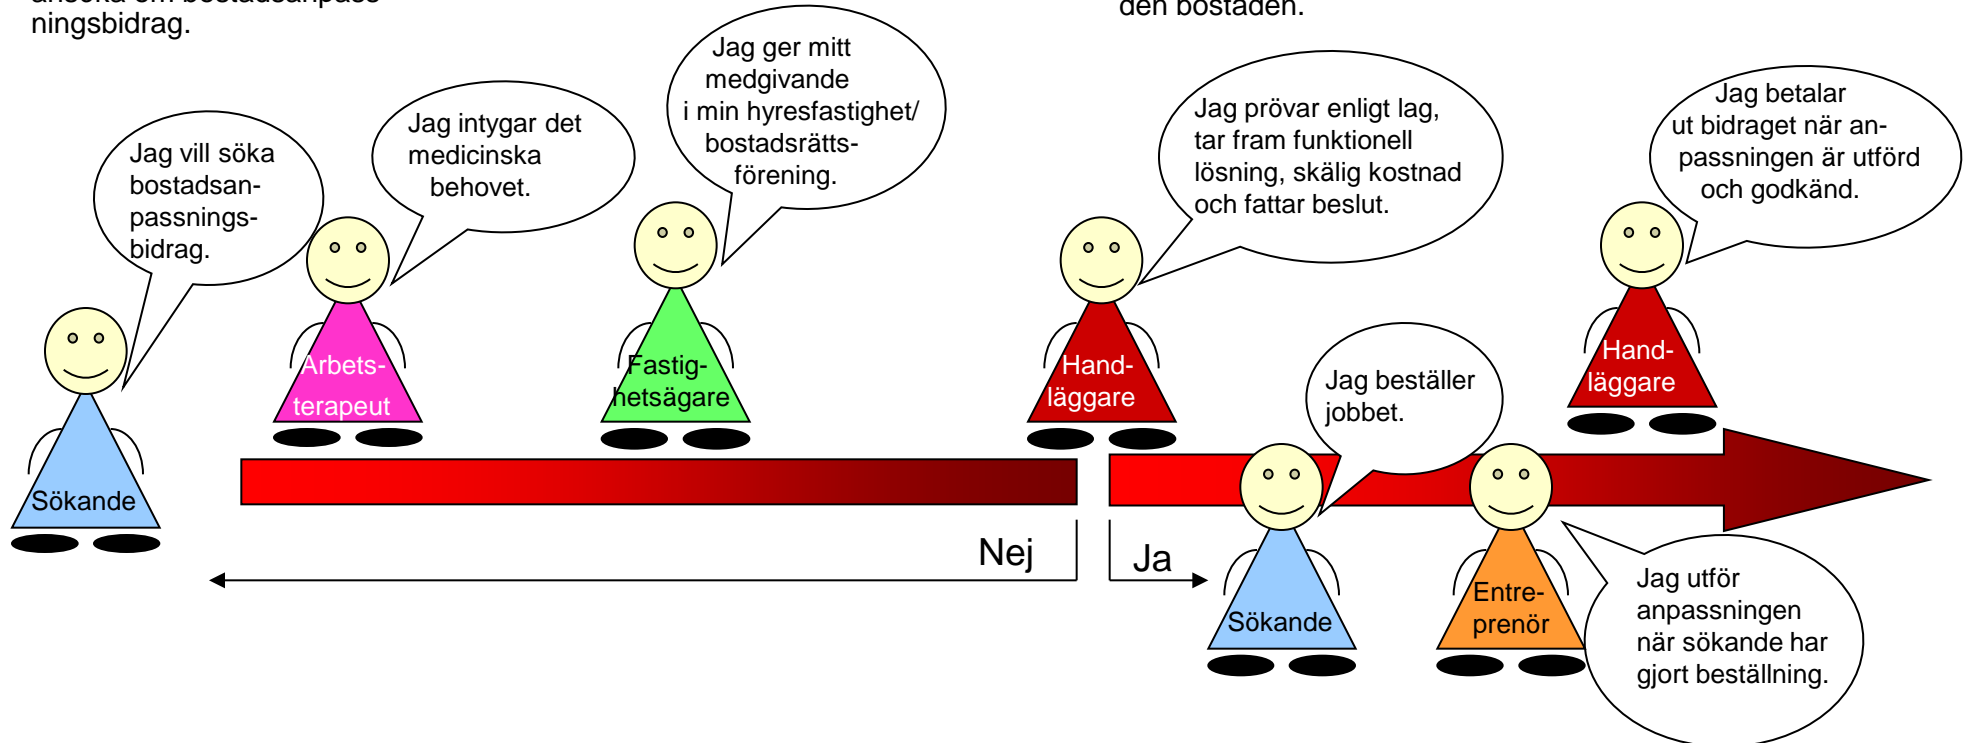 ansöka om bostadsanpass-
ningsbidrag.
den bostaden.
Jag vill söka
bostadsan-
passnings-
bidrag.
Sökande
Jag intygar det
medicinska
behovet.
Arbets-
terapeut
Jag ger mitt
medgivande
i min hyresfastighet/
bostadsrätts-
förening.
Fastig-
hetsägare
Jag prövar enligt lag,
tar fram funktionell
lösning, skälig kostnad
och fattar beslut.
Hand-
läggare
Nej
Ja
Jag beställer
jobbet.
Sökande
Jag utför
anpassningen
när sökande har
gjort beställning.
Entre-
prenör
Jag betalar
ut bidraget när an-
passningen är utförd
och godkänd.
Hand-
läggare